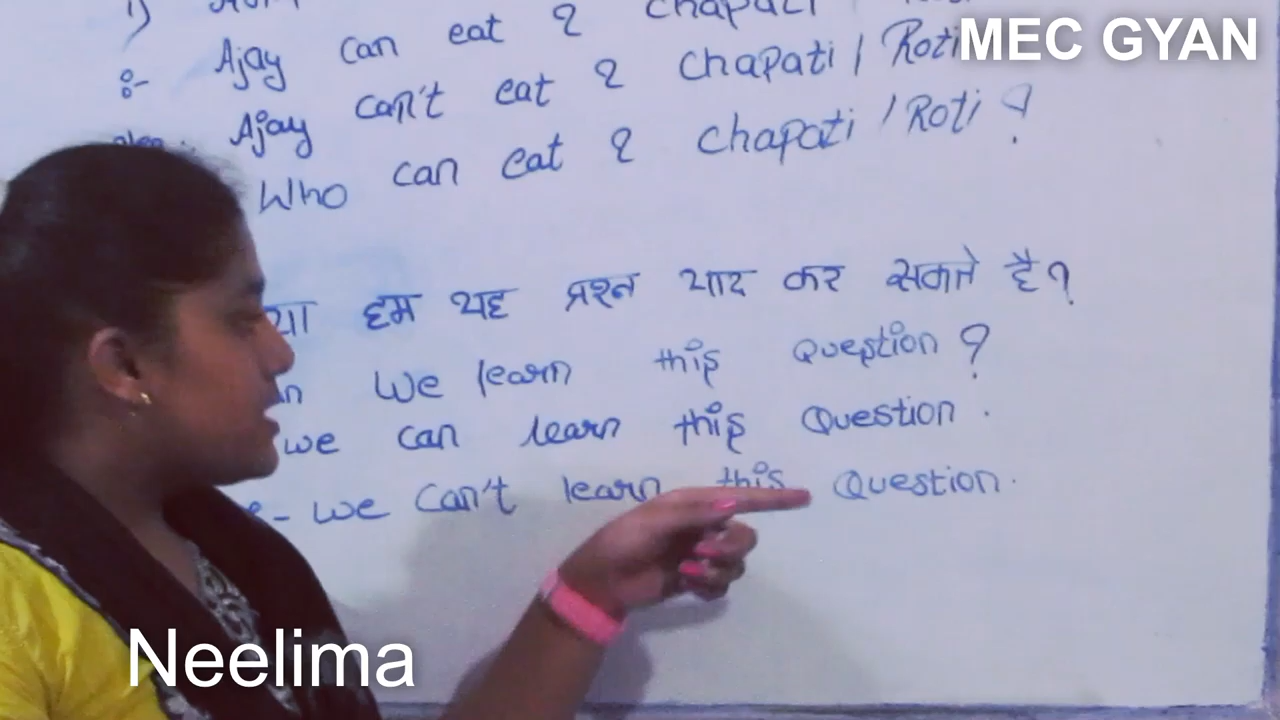 1)
MEC GYAN
:- Ajay can eat 2 chapati
Ajay can't eat 2 chapati / Roti
Who can eat 2 chapati / Roti ?
हम यह प्रश्न याद कर सकते है ?
we learn this Question ?
we can learn this Question .
:- we can't learn this Question .
Neelima